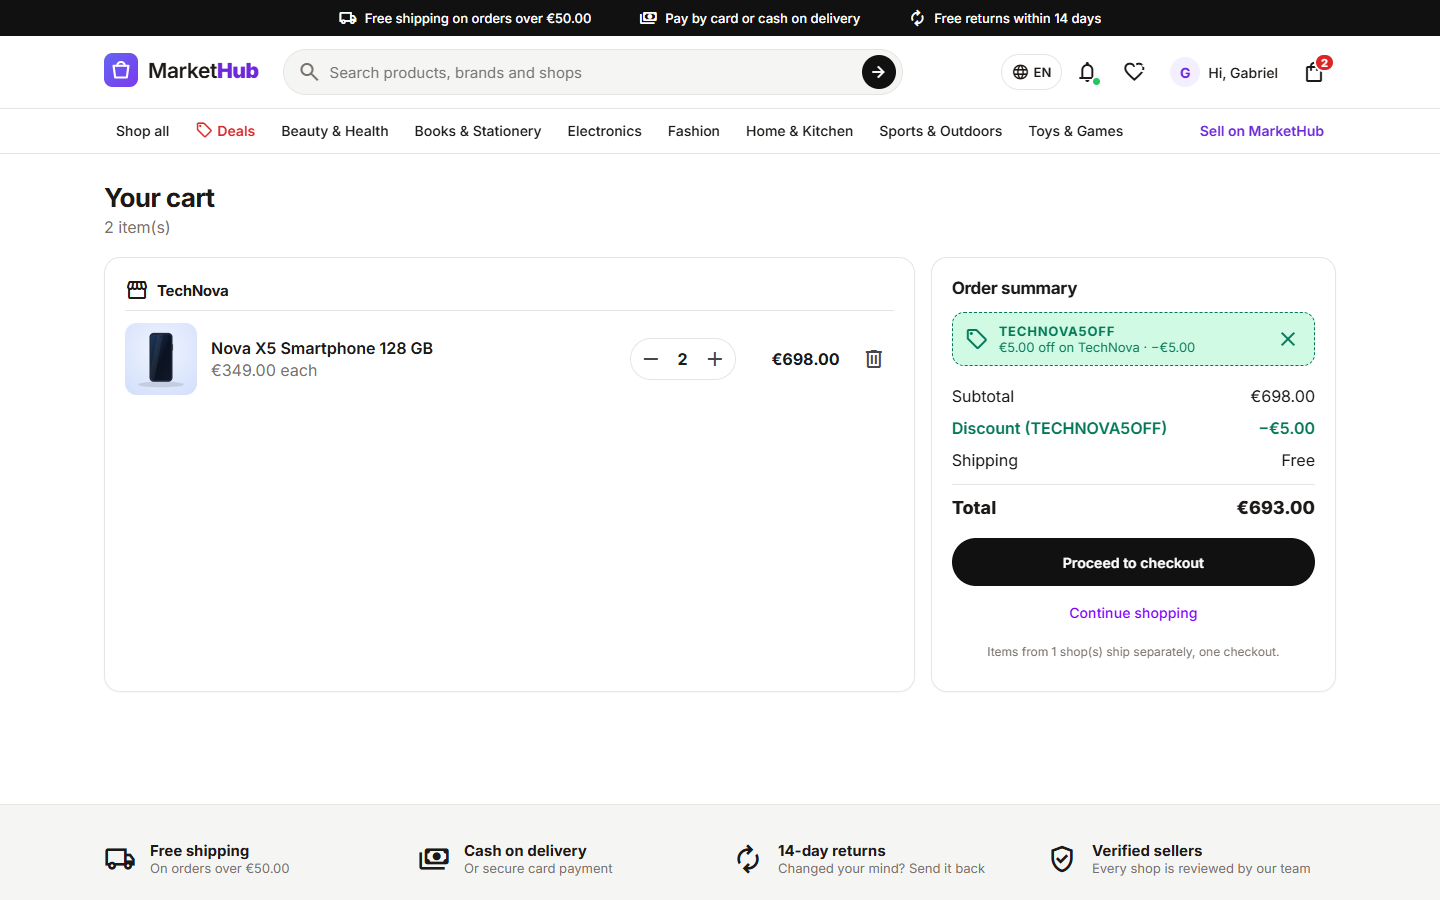 Free shipping on orders over €50.00
Pay by card or cash on delivery
Free returns within 14 days
MarketHub
Search products, brands and shops
EN
G
Hi, Gabriel
2
Shop all
Deals
Beauty & Health
Books & Stationery
Electronics
Fashion
Home & Kitchen
Sports & Outdoors
Toys & Games
Sell on MarketHub
Your cart
2 item(s)
TechNova
Nova X5 Smartphone 128 GB
€349.00 each
2
€698.00
Order summary
TECHNOVA5OFF
€5.00 off on TechNova · −€5.00
Subtotal €698.00
Discount (TECHNOVA5OFF) −€5.00
Shipping Free
Total €693.00
Proceed to checkout
Continue shopping
Items from 1 shop(s) ship separately, one checkout.
Free shipping
On orders over €50.00
Cash on delivery
Or secure card payment
14-day returns
Changed your mind? Send it back
Verified sellers
Every shop is reviewed by our team